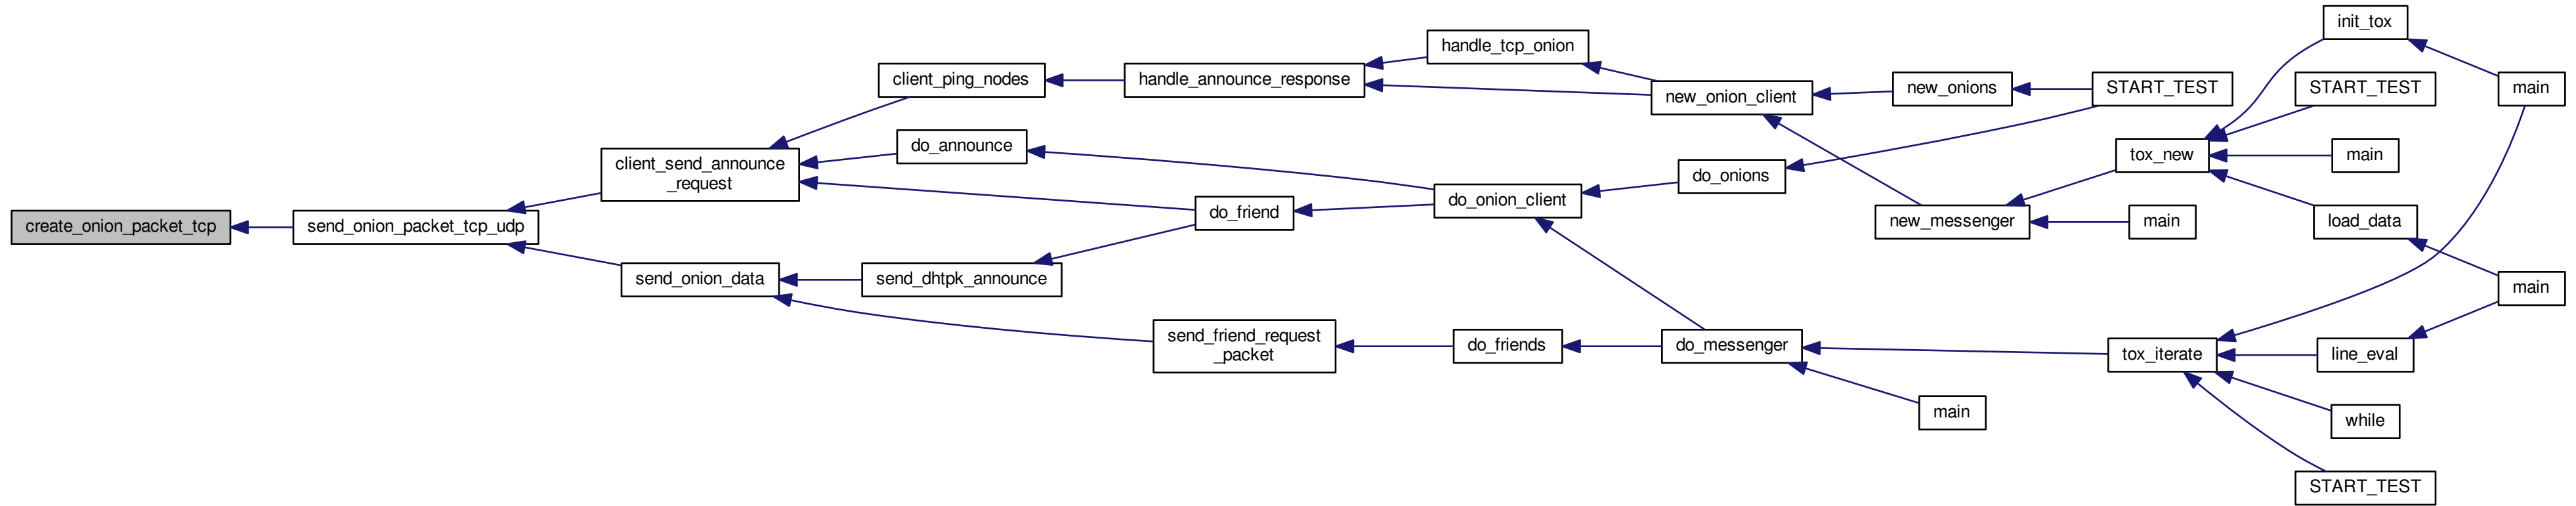 create_onion_packet_tcp
send_onion_packet_tcp_udp
client_send_announce
_request
send_onion_data
client_ping_nodes
do_announce
send_dhtpk_announce
handle_announce_response
do_friend
send_friend_request
_packet
handle_tcp_onion
do_onion_client
do_friends
new_onion_client
do_onions
do_messenger
new_onions
new_messenger
main
START_TEST
main
tox_new
tox_iterate
init_tox
START_TEST
main
load_data
line_eval
while
START_TEST
main
main